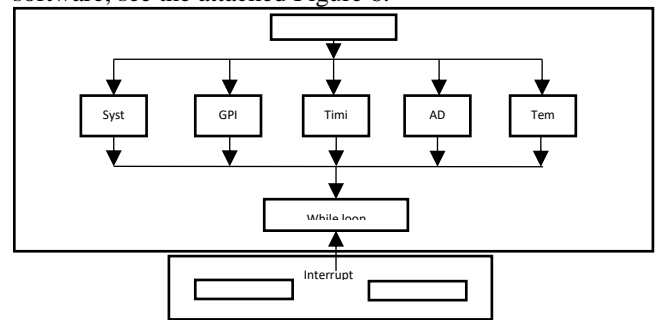 software, see the attached Figure 6.
Syst GPI Timi AD Tem
While loop
Interrupt